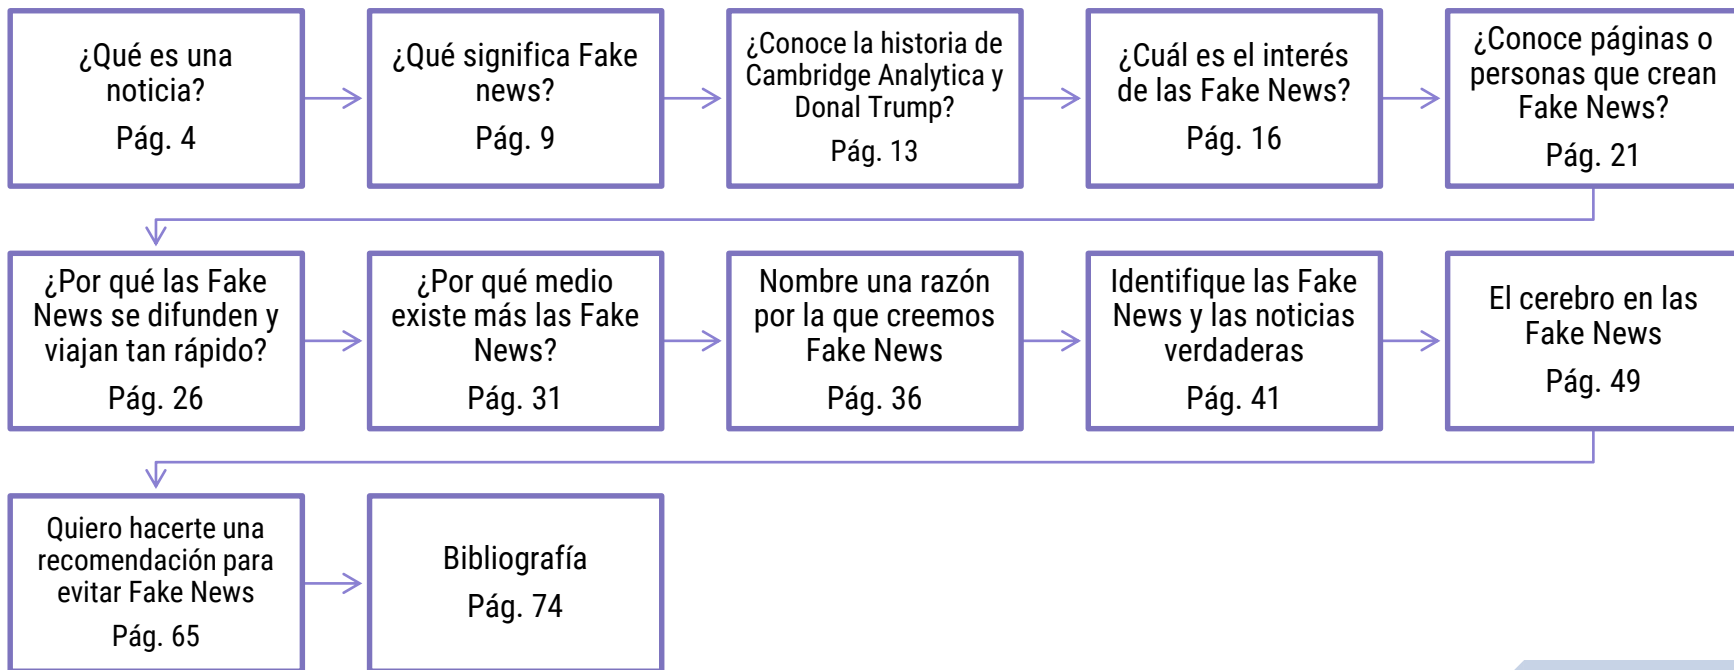 ¿Qué es una
noticia?
Pág. 4
¿Qué significa Fake
news?
Pág. 9
¿Conoce la historia de
Cambridge Analytica y
Donal Trump?
Pág. 13
¿Cuál es el interés
de las Fake News?
Pág. 16
¿Conoce páginas o
personas que crean
Fake News?
Pág. 21
¿Por qué las Fake
News se difunden y
viajan tan rápido?
Pág. 26
¿Por qué medio
existe más las Fake
News?
Pág. 31
Nombre una razón
por la que creemos
Fake News
Pág. 36
Identifique las Fake
News y las noticias
verdaderas
Pág. 41
El cerebro en las
Fake News
Pág. 49
Quiero hacerte una
recomendación para
evitar Fake News
Pág. 65
Bibliografía
Pág. 74